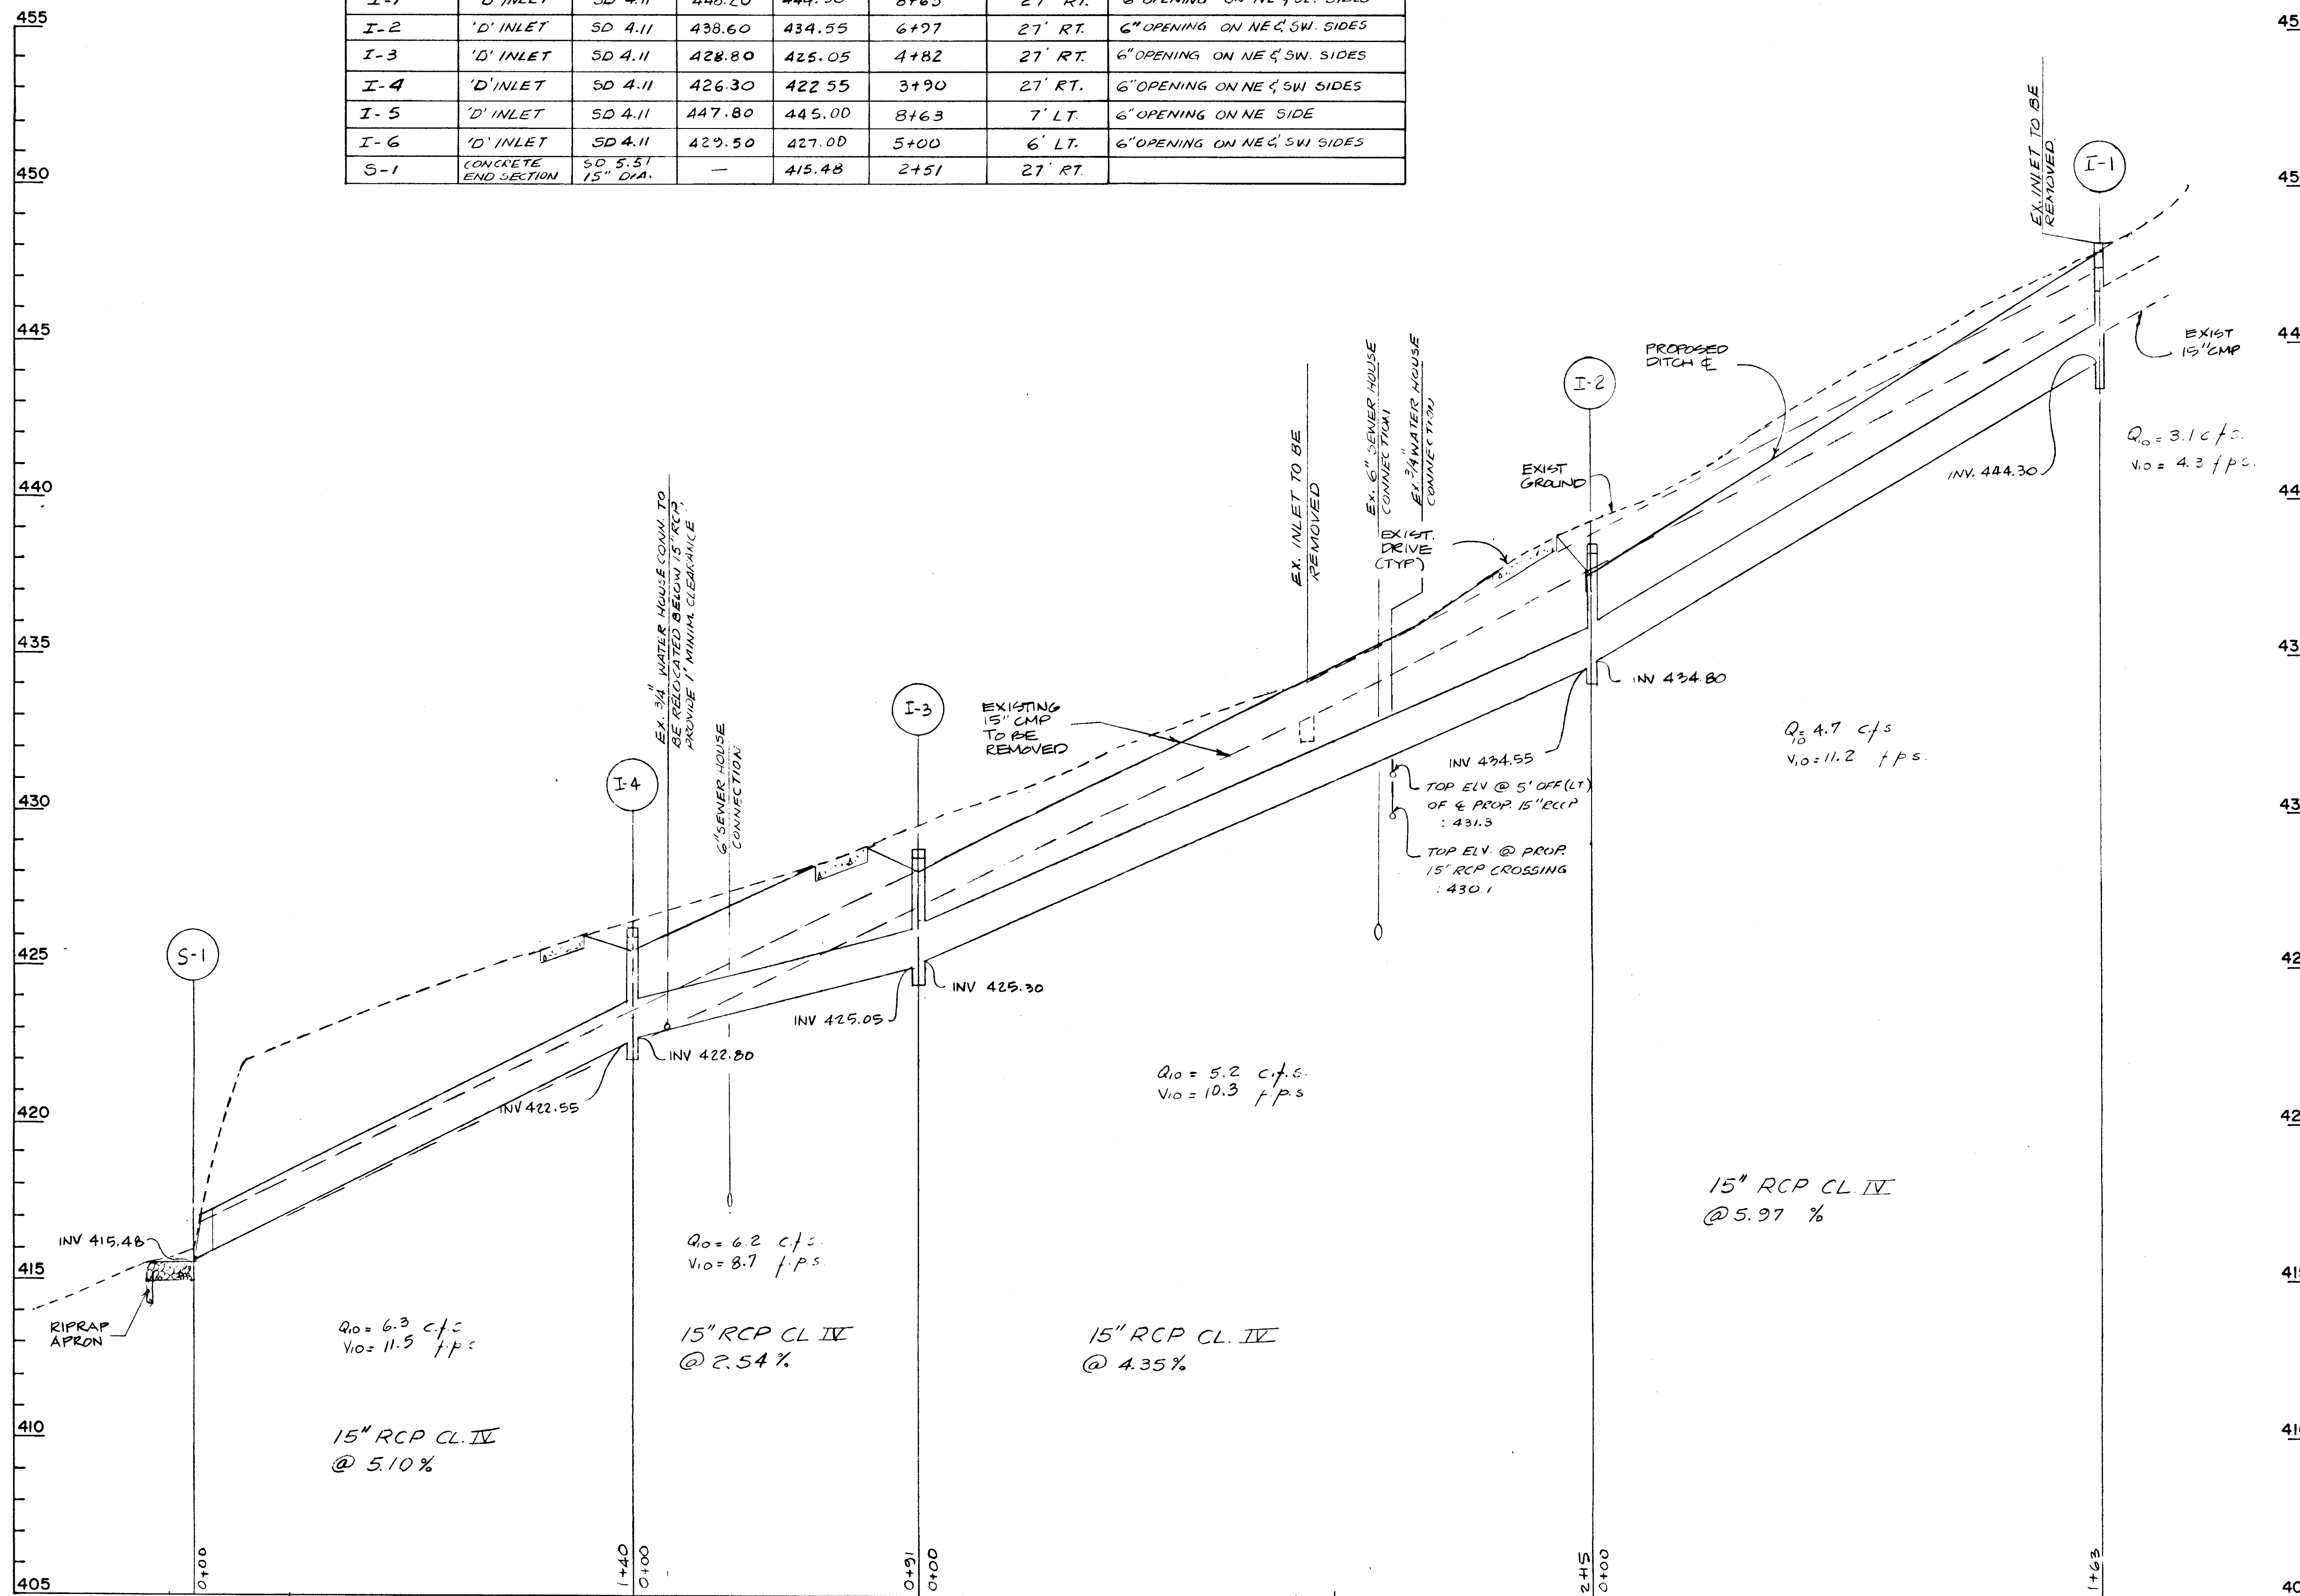 I-1 'D' INLET SD 4.11 444.30 8+63 27' RT.
I-2 'D' INLET SD 4.11 438.60 434.55 6+97 27' RT. 6" OPENING ON NE & SW. SIDES
I-3 'D' INLET SD 4.11 428.80 425.05 4+82 27' RT. 6" OPENING ON NE & SW. SIDES
I-4 'D' INLET SD 4.11 426.30 422 55 3+90 27' RT. 6" OPENING ON NE & SW SIDES
I-5 'D' INLET SD 4.11 447.80 445.00 8+63 7' LT. 6" OPENING ON NE SIDE
I-6 'D' INLET SD 4.11 429.50 427.00 5+00 6' LT. 6" OPENING ON NE & SW SIDES
S-1 CONCRETE END SECTION SD 5.51 15" DIA. — 415.48 2+51 27' RT.
455
450
445
440
435
430
425
420
415
410
405
EX. INLET TO BE
REMOVED.
I-1
EXIST
15" CMP
Q10 = 3.1 c.f.s.
V10 = 4.3 f.p.s.
INV. 444.30
PROPOSED
DITCH ℄
I-2
EXIST
GROUND
EX. 6" SEWER HOUSE
CONNECTION
EX. 3/4" WATER HOUSE
CONNECTION
EXIST.
DRIVE
(TYP)
EX. INLET TO BE
REMOVED
INV 434.80
INV 434.55
Q10 = 4.7 c.f.s
V10 = 11.2 f.p.s.
TOP ELV @ 5' OFF (LT)
OF ℄ PROP. 15" RCCP
: 431.3
TOP ELV. @ PROP.
15" RCP CROSSING
: 430.1
EXISTING
15" CMP
TO BE
REMOVED
I-3
EX. 3/4" WATER HOUSE CONN. TO
BE RELOCATED BELOW 15" RCP,
PROVIDE 1' MINIM. CLEARANCE
6" SEWER HOUSE
CONNECTION
I-4
S-1
INV 425.30
INV 425.05
INV 422.80
INV 422.55
Q10 = 5.2 c.f.s.
V10 = 10.3 f.p.s
15" RCP CL. IV
@ 5.97 %
INV 415.48
RIPRAP
APRON
Q10 = 6.2 c.f.s.
V10 = 8.7 f.p.s.
Q10 = 6.3 c.f.s
V10 = 11.5 f.p.s
15" RCP CL IV
@ 2.54 %
15" RCP CL. IV
@ 4.35 %
15" RCP CL. IV
@ 5.10 %
0+00
1+40
0+00
0+91
0+00
2+15
0+00
1+63